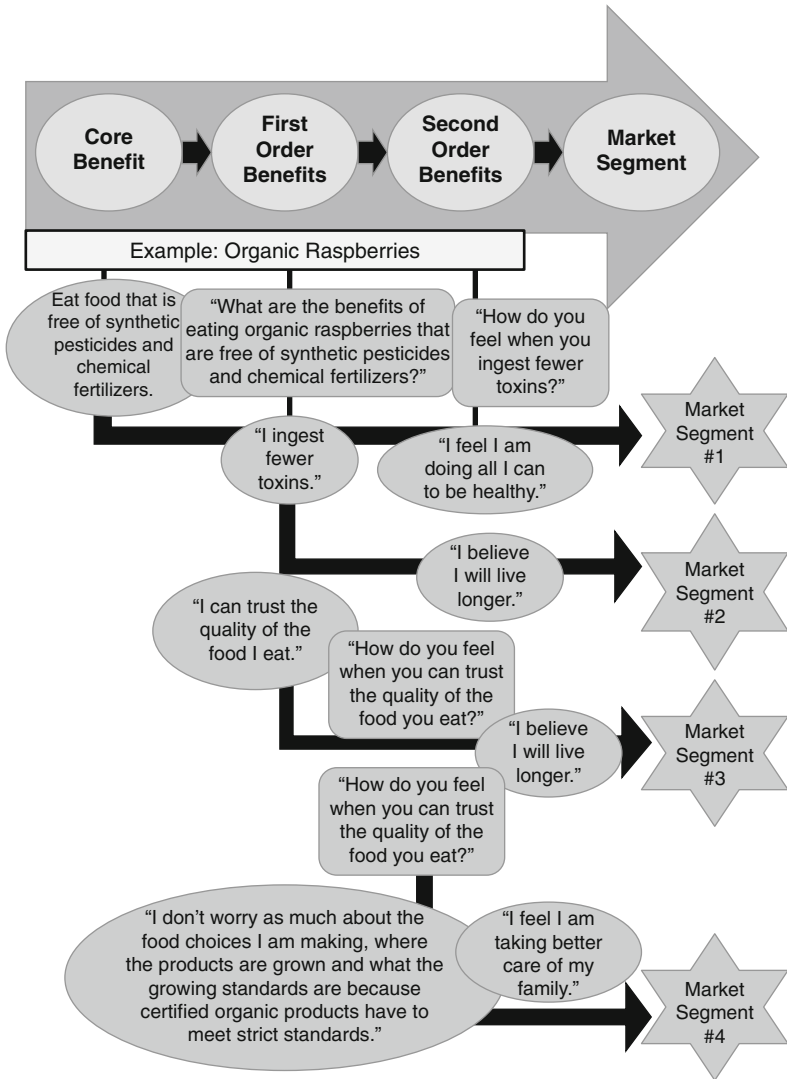 Core
Benefit
First
Order
Benefits
Second
Order
Benefits
Market
Segment
Example: Organic Raspberries
Eat food that is
free of synthetic
pesticides and
chemical
fertilizers.
“What are the benefits of
eating organic raspberries that
are free of synthetic pesticides
and chemical fertilizers?”
“How do you
feel when you
ingest fewer
toxins?”
“I ingest
fewer
toxins.”
“I feel I am
doing all I can
to be healthy.”
Market
Segment
#1
“I believe
I will live
longer.”
Market
Segment
#2
“I can trust the
quality of the
food I eat.”
“How do you feel
when you can trust
the quality of the
food you eat?”
“I believe
I will live
longer.”
Market
Segment
#3
“How do you feel
when you can trust
the quality of the
food you eat?”
“I don’t worry as much about the
food choices I am making, where
the products are grown and what the
growing standards are because
certified organic products have to
meet strict standards.”
“I feel I am
taking better
care of my
family.”
Market
Segment
#4